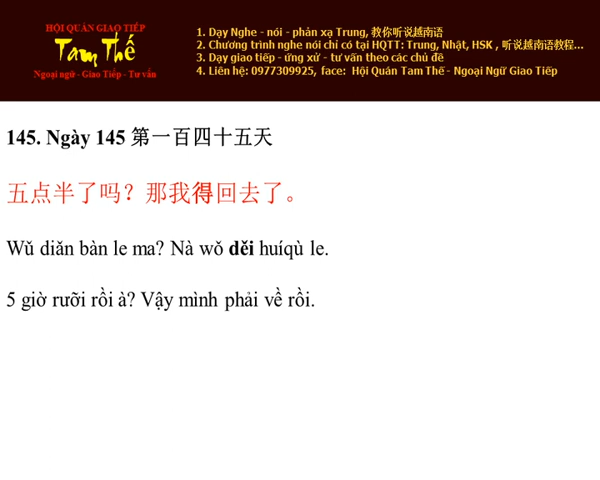 HỘI QUÁN GIAO TIẾP
Tam Thế
Ngoại ngữ - Giao Tiếp - Tư vấn
1. Dạy Nghe - nói - phản xạ Trung, 教你听说越南语
2. Chương trình nghe nói chỉ có tại HQTT: Trung, Nhật, HSK , 听说越南语教程...
3. Dạy giao tiếp - ứng xử - tư vấn theo các chủ đề
4. Liên hệ: 0977309925, face: Hội Quán Tam Thế - Ngoại Ngữ Giao Tiếp
145. Ngày 145 第一百四十五天
五点半了吗？那我得回去了。
Wǔ diǎn bàn le ma? Nà wǒ děi huíqù le.
5 giờ rưỡi rồi à? Vậy mình phải về rồi.